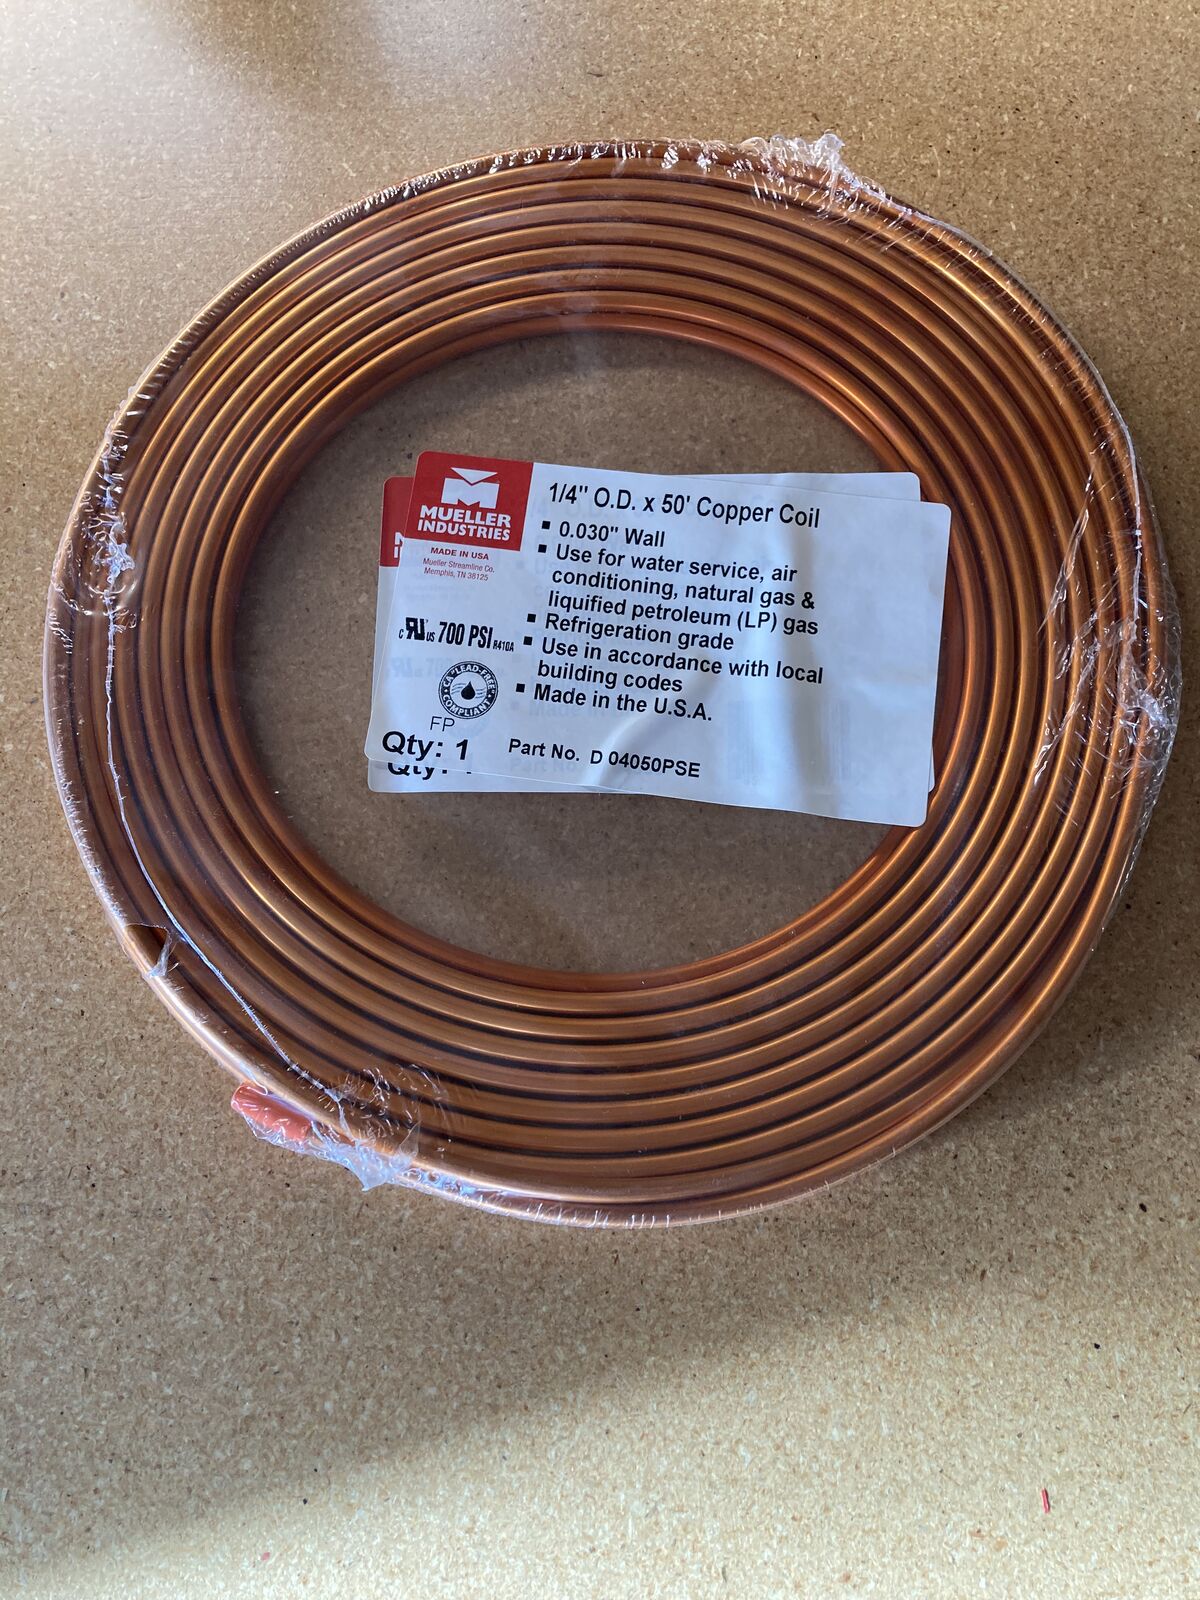 MUELLER
INDUSTRIES
MADE IN USA
Mueller Streamline Co.
Memphis, TN 38125
1/4" O.D. x 50' Copper Coil
▪ 0.030" Wall
▪ Use for water service, air
conditioning, natural gas &
liquified petroleum (LP) gas
▪ Refrigeration grade
▪ Use in accordance with local
building codes
▪ Made in the U.S.A.
c RU us 700 PSI R410A
CA "LEAD-FREE"
COMPLIANT
FP
Qty: 1
Part No. D 04050PSE
Qty: 1